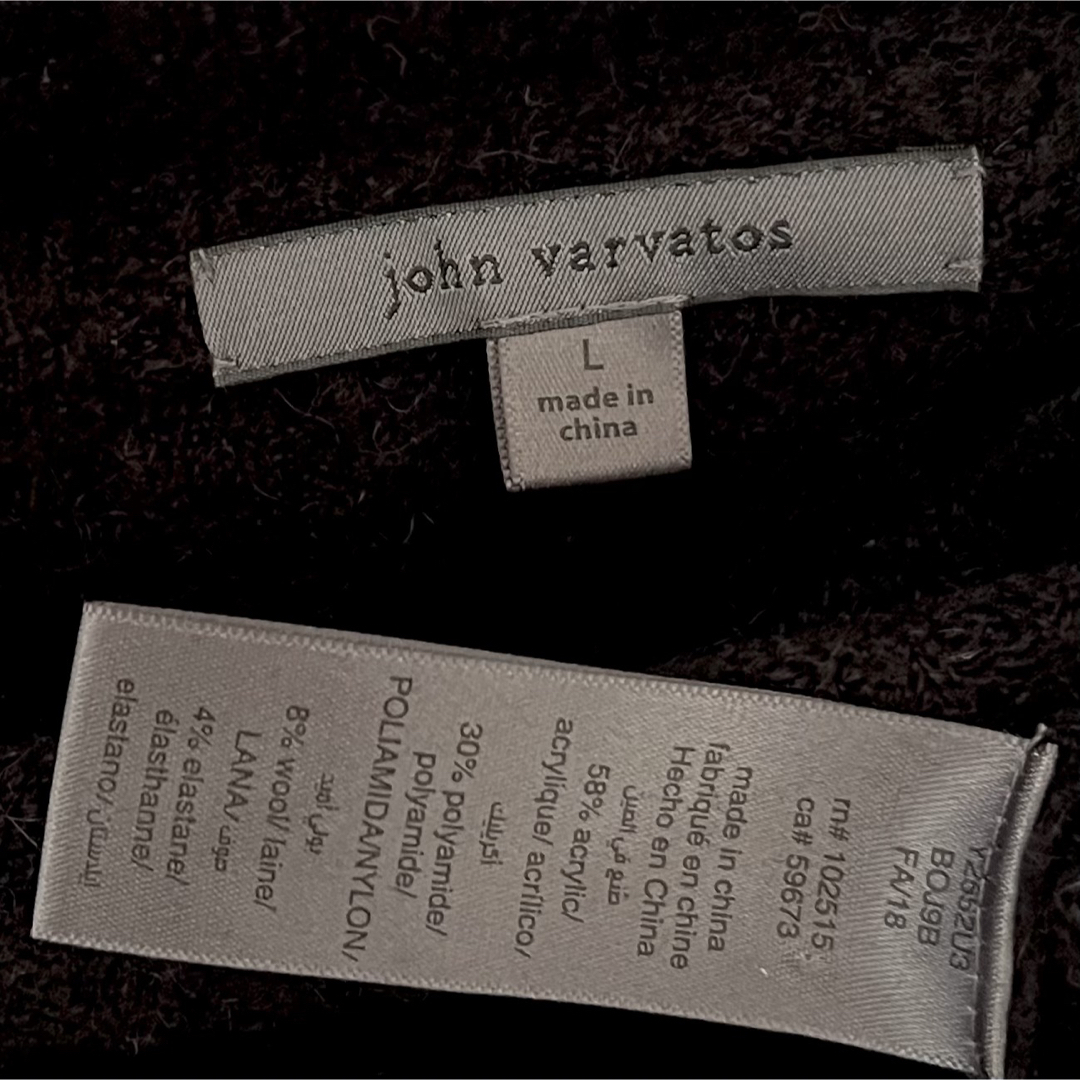 john varvatos
L
made in
china
Y2652U3
BOJ9B
FA/18
rn# 102515
ca# 59673
made in china
fabriqué en chine
Hecho en China
صنع في الصين
58% acrylic/
acrylique/ acrílico/
أكريليك
30% polyamide/
polyamide/
POLIAMIDA/NYLON/
بولي أميد
8% wool/ laine/
LANA/ صوف
4% elastane/
élasthanne/
elastano/ إيلاستان